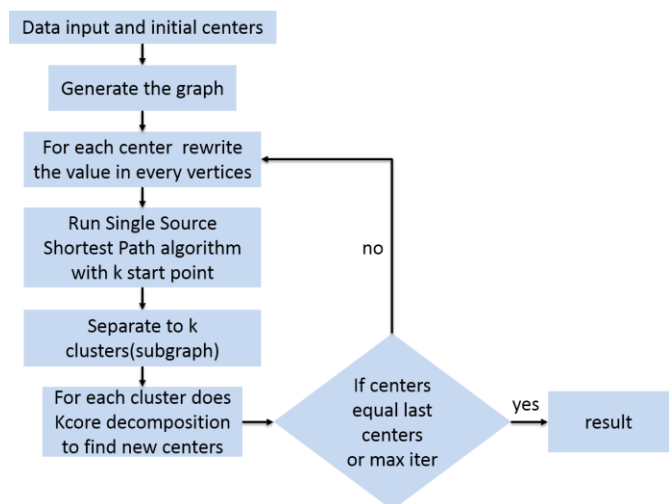 Data input and initial centers
Generate the graph
For each center rewrite
the value in every vertices
Run Single Source
Shortest Path algorithm
with k start point
Separate to k
clusters(subgraph)
For each cluster does
Kcore decomposition
to find new centers
If centers
equal last
centers
or max iter
no
yes
result